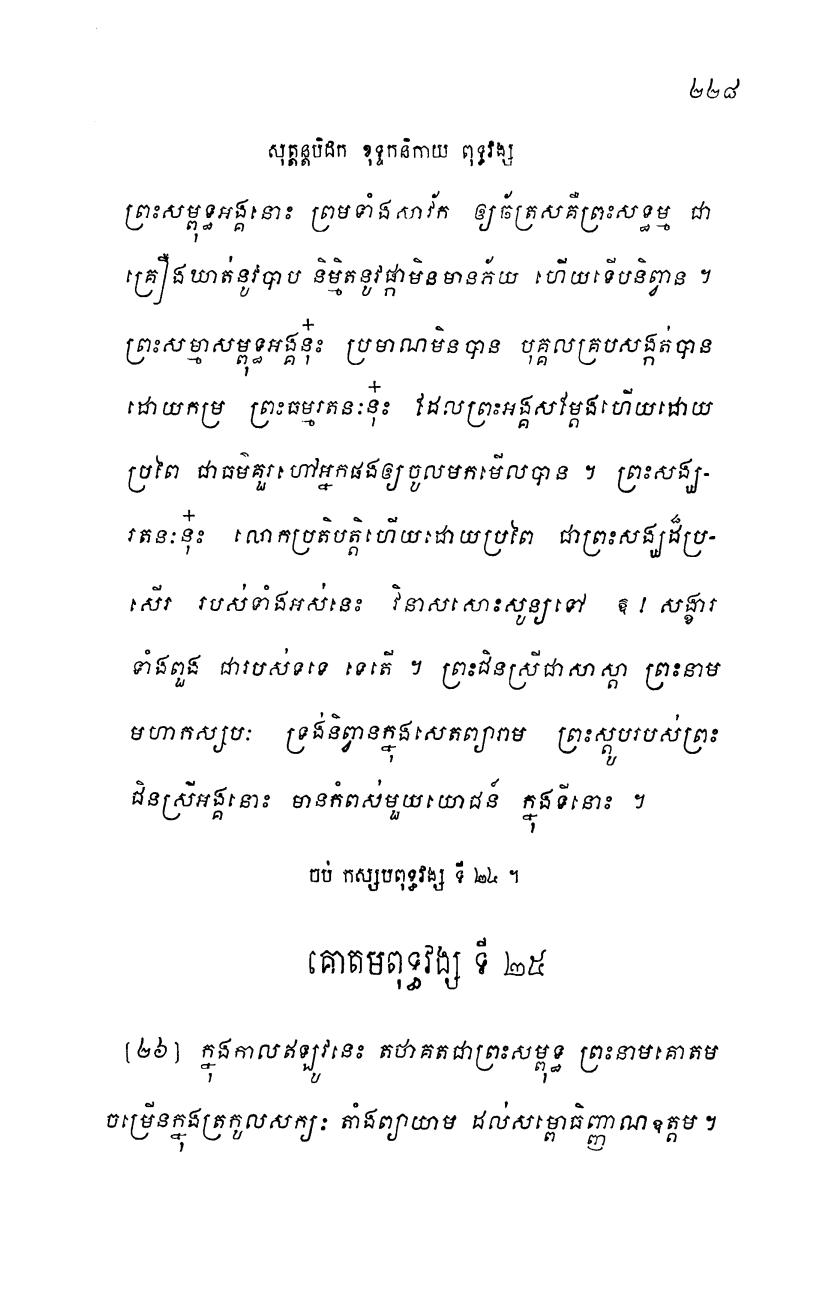 ២២៨
សុត្តន្តបិដក ខុទ្ទកនិកាយ ពុទ្ធវង្ស
ព្រះសម្ពុទ្ធអង្គនោះ ព្រមទាំងសាវ័ក ឲ្យច័ត្រសគឺព្រះសទ្ធម្ម ជា
គ្រឿងឃាត់នូវបាប និម្មិតនូវផ្កាមិនមានភ័យ ហើយទើបនិព្វាន ។
ព្រះសម្មាសម្ពុទ្ធអង្គនុ៎ះ ប្រមាណមិនបាន បុគ្គលគ្របសង្កត់បាន
ដោយកម្រ ព្រះធម្មរតនៈនុ៎ះ ដែលព្រះអង្គសម្តែងហើយដោយ
ប្រពៃ ជាធម៌គួរហៅអ្នកផងឲ្យចូលមកមើលបាន ។ ព្រះសង្ឃ-
រតនៈនុ៎ះ លោកប្រតិបត្តិហើយដោយប្រពៃ ជាព្រះសង្ឃដ៏ប្រ-
សើរ របស់ទាំងអស់នេះ វិនាសសោះសូន្យទៅ ឱ ! សង្ខារ
ទាំងពួង ជារបស់ទទេ ទេតើ ។ ព្រះជិនស្រីជាសាស្តា ព្រះនាម
មហាកស្សបៈ ទ្រង់និព្វានក្នុងសេតព្យារាម ព្រះស្តូបរបស់ព្រះ
ជិនស្រីអង្គនោះ មានកំពស់មួយយោជន៍ ក្នុងទីនោះ ។
ចប់ កស្សបពុទ្ធវង្ស ទី ២៤ ។
គោតមពុទ្ធវង្ស ទី ២៥
[២៦] ក្នុងកាលឥឡូវនេះ តថាគតជាព្រះសម្ពុទ្ធ ព្រះនាមគោតម
ចម្រើនក្នុងត្រកូលសក្យៈ តាំងព្យាយាម ដល់សម្ពោធិញ្ញាណឧត្តម ។